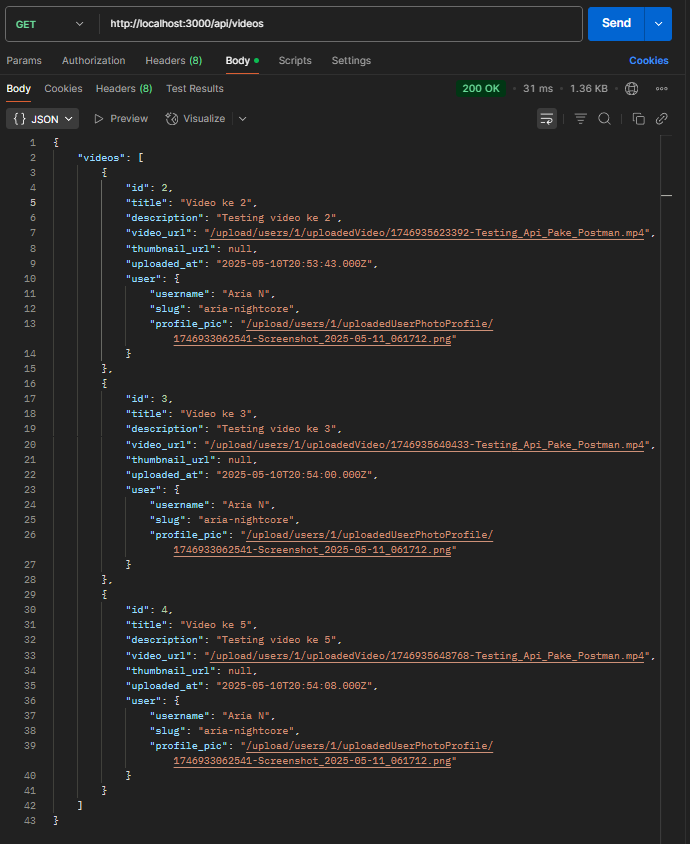 GET http://localhost:3000/api/videos Send
Params Authorization Headers (8) Body Scripts Settings Cookies
Body Cookies Headers (8) Test Results 200 OK • 31 ms • 1.36 KB
{} JSON Preview Visualize
1 {
2 "videos": [
3 {
4 "id": 2,
5 "title": "Video ke 2",
6 "description": "Testing video ke 2",
7 "video_url": "/upload/users/1/uploadedVideo/1746935623392-Testing_Api_Pake_Postman.mp4",
8 "thumbnail_url": null,
9 "uploaded_at": "2025-05-10T20:53:43.000Z",
10 "user": {
11 "username": "Aria N",
12 "slug": "aria-nightcore",
13 "profile_pic": "/upload/users/1/uploadedUserPhotoProfile/
1746933062541-Screenshot_2025-05-11_061712.png"
14 }
15 },
16 {
17 "id": 3,
18 "title": "Video ke 3",
19 "description": "Testing video ke 3",
20 "video_url": "/upload/users/1/uploadedVideo/1746935640433-Testing_Api_Pake_Postman.mp4",
21 "thumbnail_url": null,
22 "uploaded_at": "2025-05-10T20:54:00.000Z",
23 "user": {
24 "username": "Aria N",
25 "slug": "aria-nightcore",
26 "profile_pic": "/upload/users/1/uploadedUserPhotoProfile/
1746933062541-Screenshot_2025-05-11_061712.png"
27 }
28 },
29 {
30 "id": 4,
31 "title": "Video ke 5",
32 "description": "Testing video ke 5",
33 "video_url": "/upload/users/1/uploadedVideo/1746935648768-Testing_Api_Pake_Postman.mp4",
34 "thumbnail_url": null,
35 "uploaded_at": "2025-05-10T20:54:08.000Z",
36 "user": {
37 "username": "Aria N",
38 "slug": "aria-nightcore",
39 "profile_pic": "/upload/users/1/uploadedUserPhotoProfile/
1746933062541-Screenshot_2025-05-11_061712.png"
40 }
41 }
42 ]
43 }